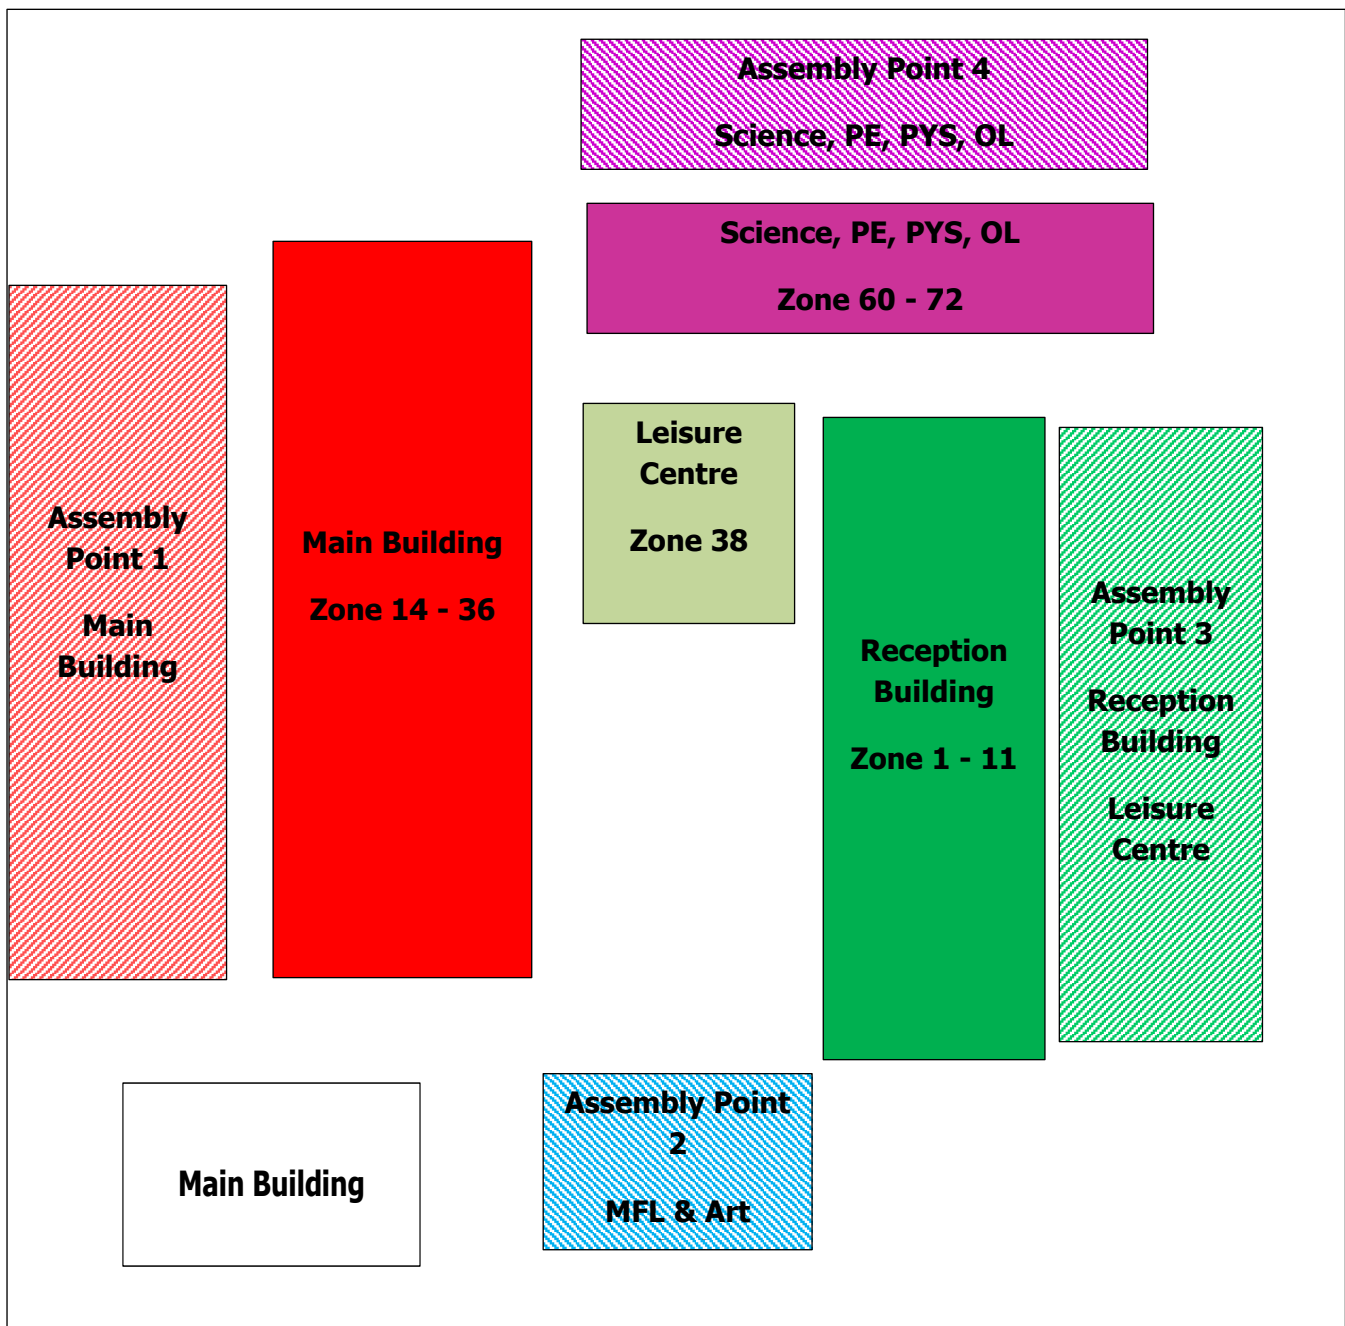 Assembly Point 4
Science, PE, PYS, OL
Science, PE, PYS, OL
Zone 60 - 72
Assembly
Point 1
Main
Building
Main Building
Zone 14 - 36
Leisure
Centre
Zone 38
Reception
Building
Zone 1 - 11
Assembly
Point 3
Reception
Building
Leisure
Centre
Main Building
Assembly Point
2
MFL & Art